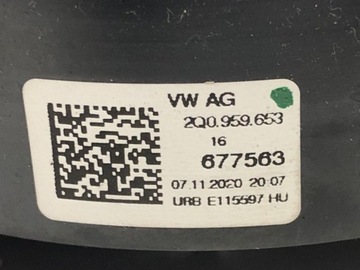 VW AG
2Q0.959.653
16
677563
07.11.2020 20:07
URB E115597 HU